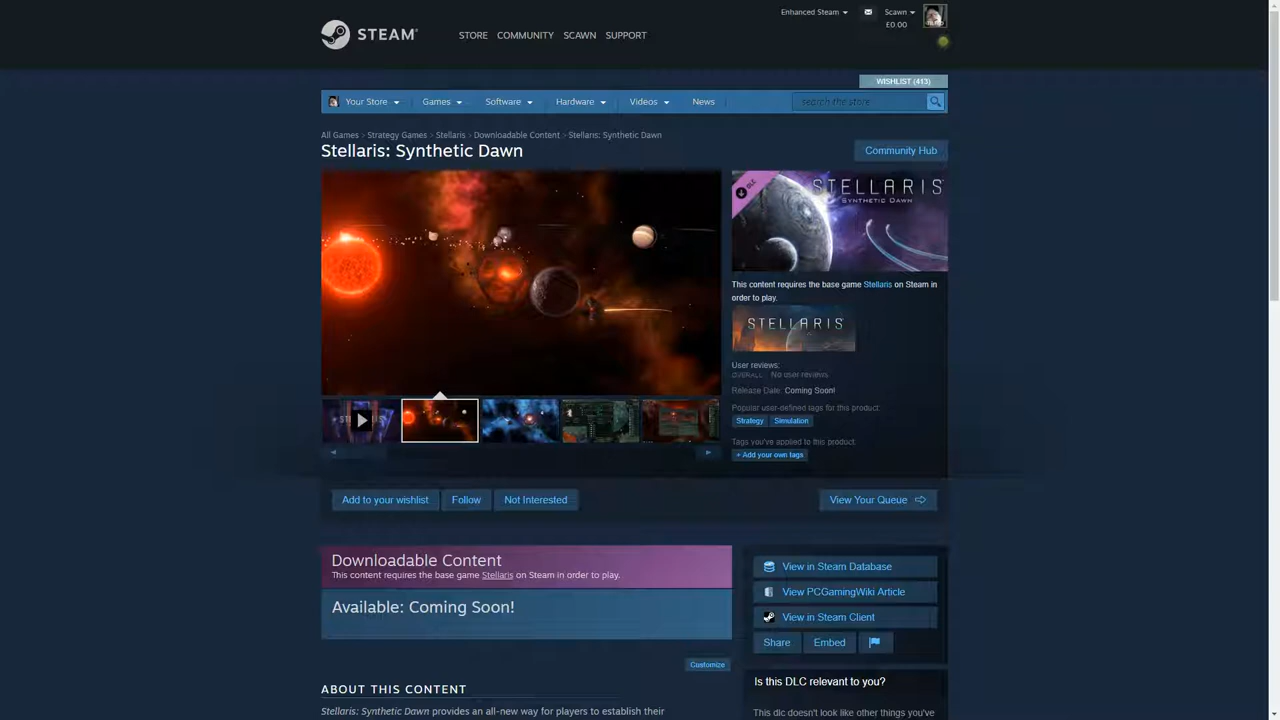 Enhanced Steam
Scawn
£0.00
STEAM
STORE COMMUNITY SCAWN SUPPORT
WISHLIST (413)
Your Store Games Software Hardware Videos News search the store
All Games > Strategy Games > Stellaris > Downloadable Content > Stellaris: Synthetic Dawn
Stellaris: Synthetic Dawn
Community Hub
DLC
STELLARIS
SYNTHETIC DAWN
This content requires the base game Stellaris on Steam in
order to play.
STELLARIS
User reviews:
OVERALL: No user reviews
Release Date: Coming Soon!
Popular user-defined tags for this product:
Strategy Simulation
Tags you've applied to this product:
+ Add your own tags
Add to your wishlist Follow Not Interested View Your Queue
Downloadable Content
This content requires the base game Stellaris on Steam in order to play.
Available: Coming Soon!
Customize
ABOUT THIS CONTENT
Stellaris: Synthetic Dawn provides an all-new way for players to establish their
View in Steam Database
View PCGamingWiki Article
View in Steam Client
Share Embed
Is this DLC relevant to you?
This dlc doesn't look like other things you've